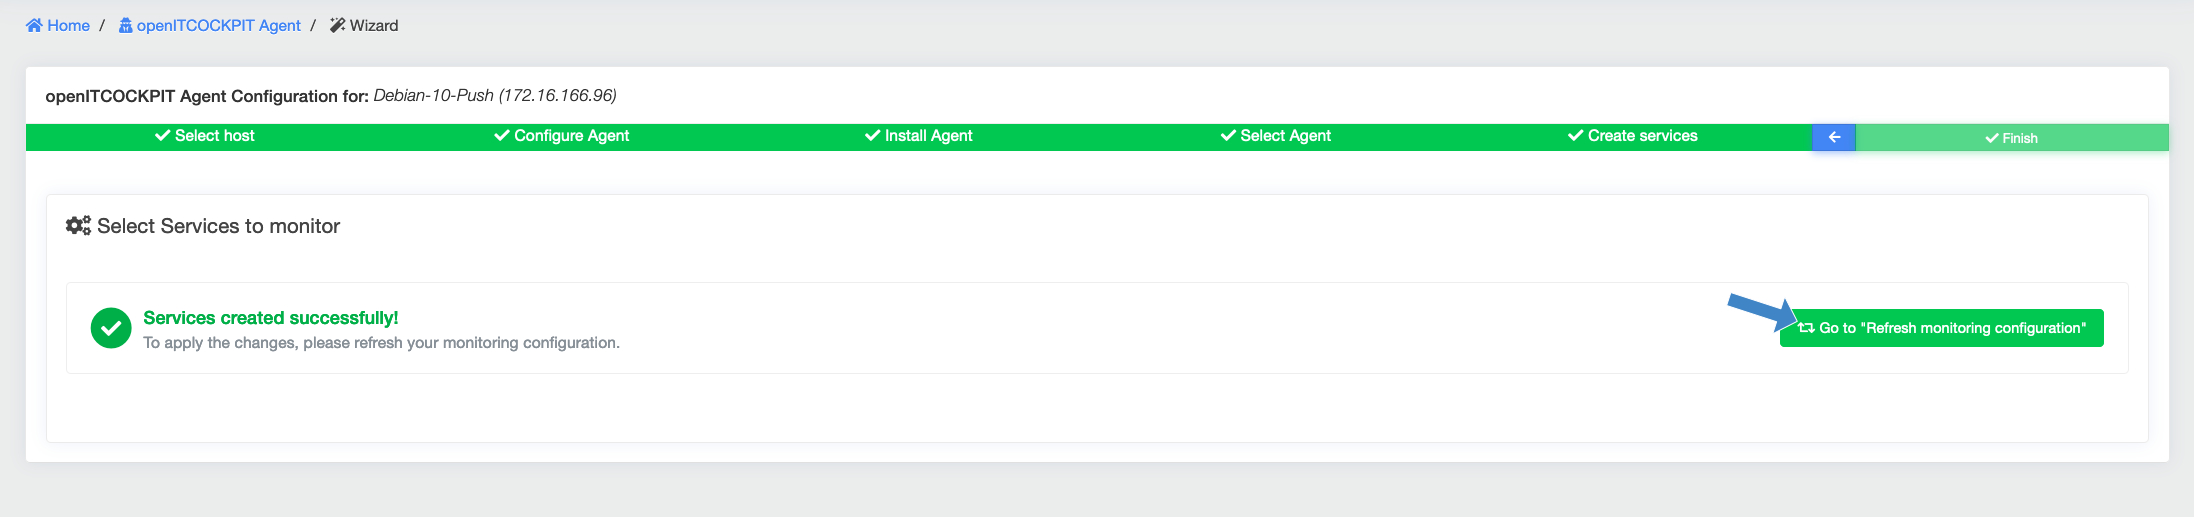 Home / openITCOCKPIT Agent / Wizard
openITCOCKPIT Agent Configuration for: Debian-10-Push (172.16.166.96)
Select host Configure Agent Install Agent Select Agent Create services Finish
Select Services to monitor
Services created successfully!
To apply the changes, please refresh your monitoring configuration.
Go to "Refresh monitoring configuration"